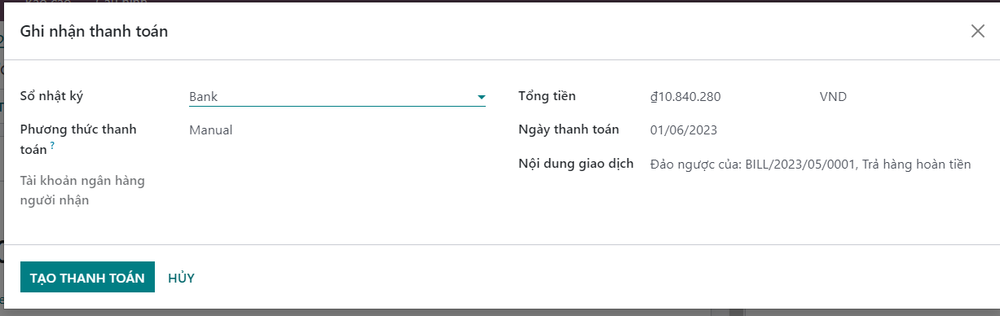 Ghi nhận thanh toán
Sổ nhật ký
Bank
Phương thức thanh
toán ?
Manual
Tài khoản ngân hàng
người nhận
Tổng tiền
₫10.840.280
VND
Ngày thanh toán
01/06/2023
Nội dung giao dịch
Đảo ngược của: BILL/2023/05/0001, Trả hàng hoàn tiền
TẠO THANH TOÁN
HỦY